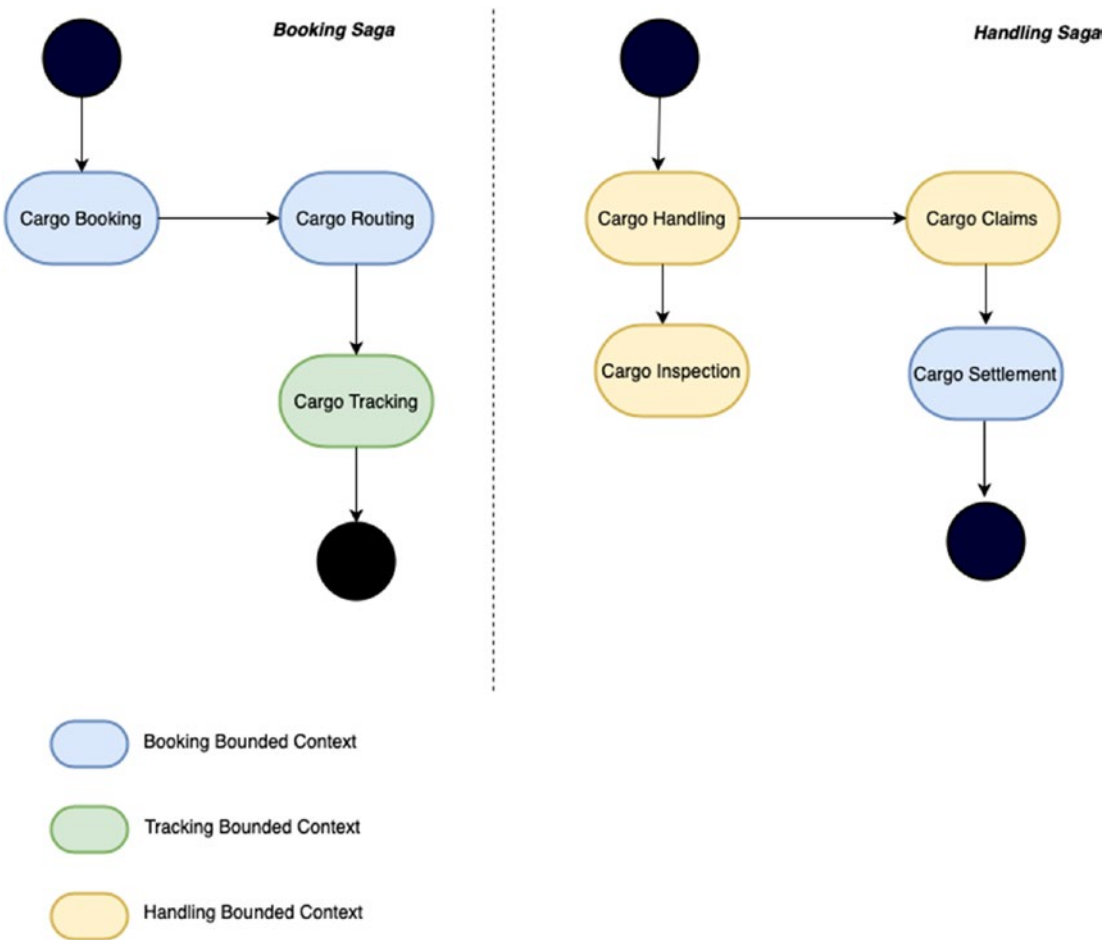 Booking Saga
Handling Saga
Cargo Booking
Cargo Routing
Cargo Handling
Cargo Claims
Cargo Tracking
Cargo Inspection
Cargo Settlement
Booking Bounded Context
Tracking Bounded Context
Handling Bounded Context